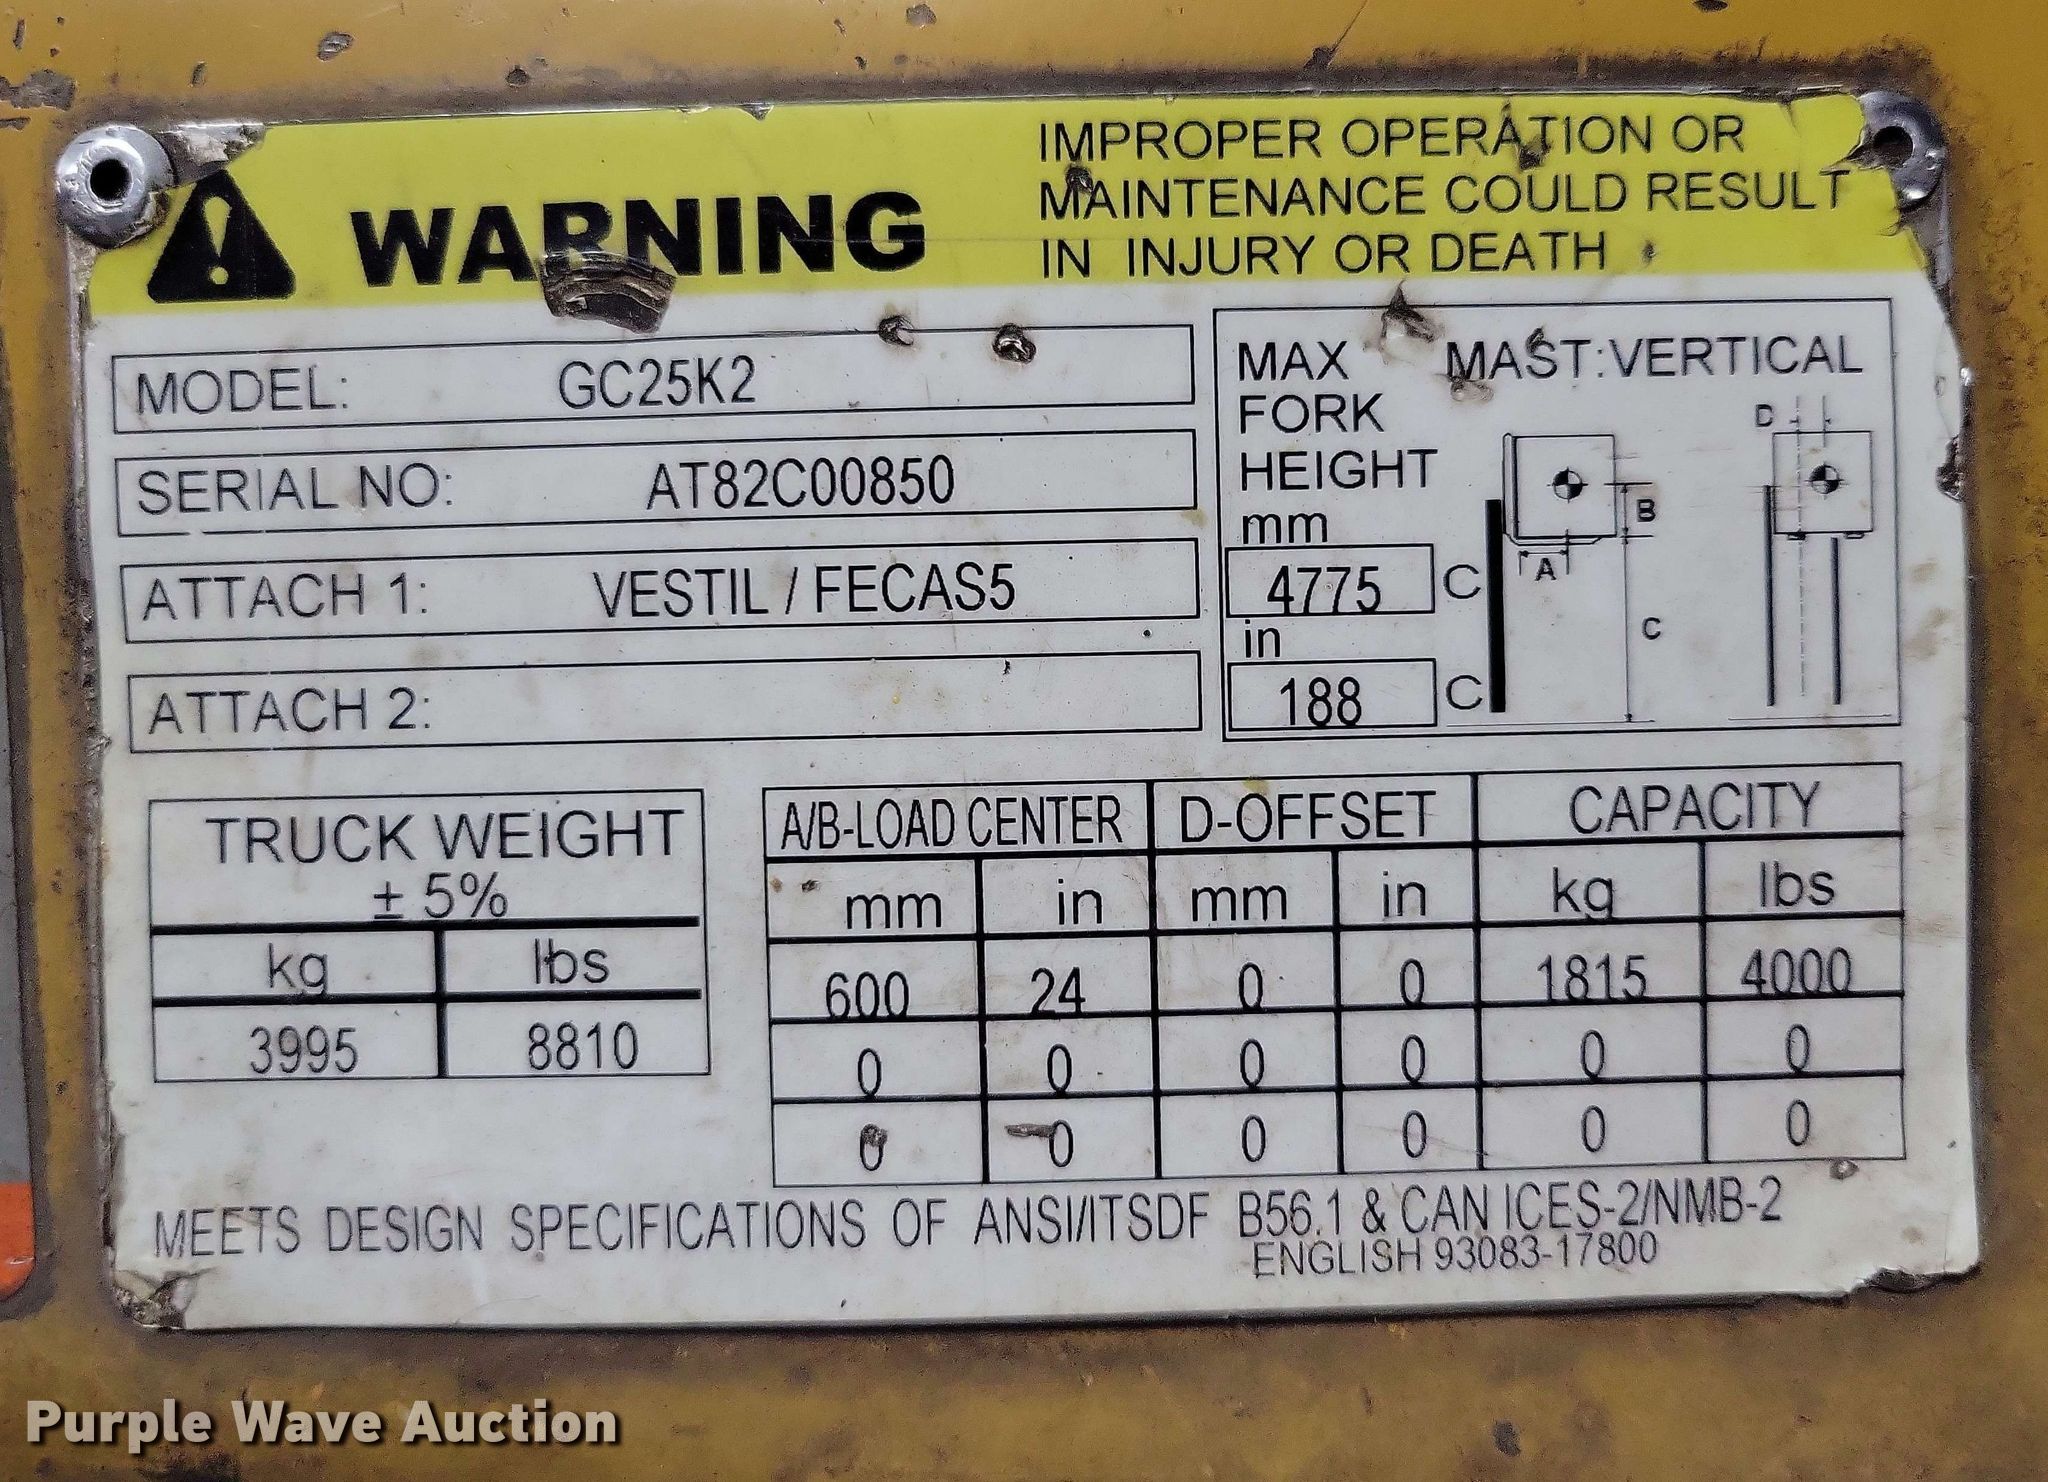 WARNING
IMPROPER OPERATION OR
MAINTENANCE COULD RESULT
IN INJURY OR DEATH
MODEL: GC25K2
SERIAL NO: AT82C00850
ATTACH 1: VESTIL / FECAS5
ATTACH 2:
MAX MAST:VERTICAL
FORK
HEIGHT
mm
4775 C
in
188 C
A
B
C
D
TRUCK WEIGHT
± 5%
kg lbs
3995 8810
A/B-LOAD CENTER D-OFFSET CAPACITY
mm in mm in kg lbs
600 24 0 0 1815 4000
0 0 0 0 0 0
0 0 0 0 0 0
MEETS DESIGN SPECIFICATIONS OF ANSI/ITSDF B56.1 & CAN ICES-2/NMB-2
ENGLISH 93083-17800
Purple Wave Auction